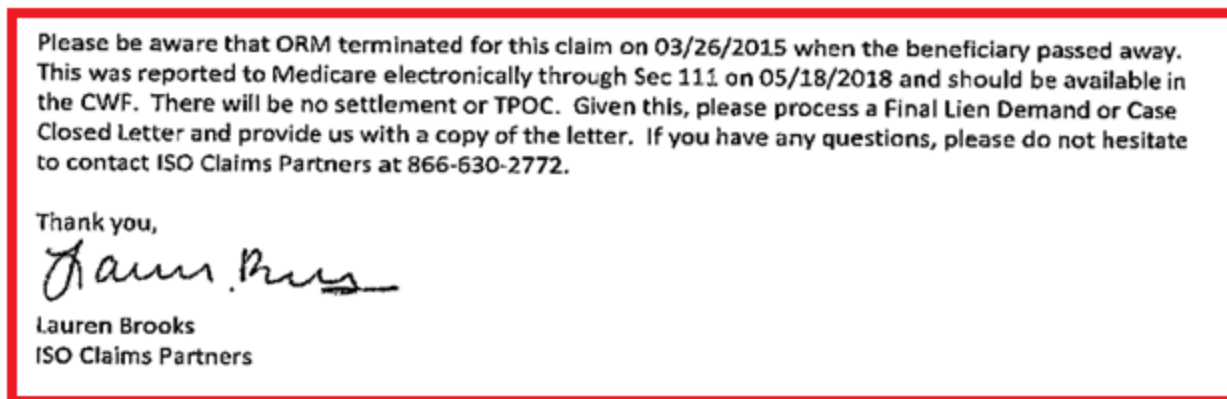 Please be aware that ORM terminated for this claim on 03/26/2015 when the beneficiary passed away.
This was reported to Medicare electronically through Sec 111 on 05/18/2018 and should be available in
the CWF. There will be no settlement or TPOC. Given this, please process a Final Lien Demand or Case
Closed Letter and provide us with a copy of the letter. If you have any questions, please do not hesitate
to contact ISO Claims Partners at 866-630-2772.
Thank you,
Lauren Brooks
ISO Claims Partners